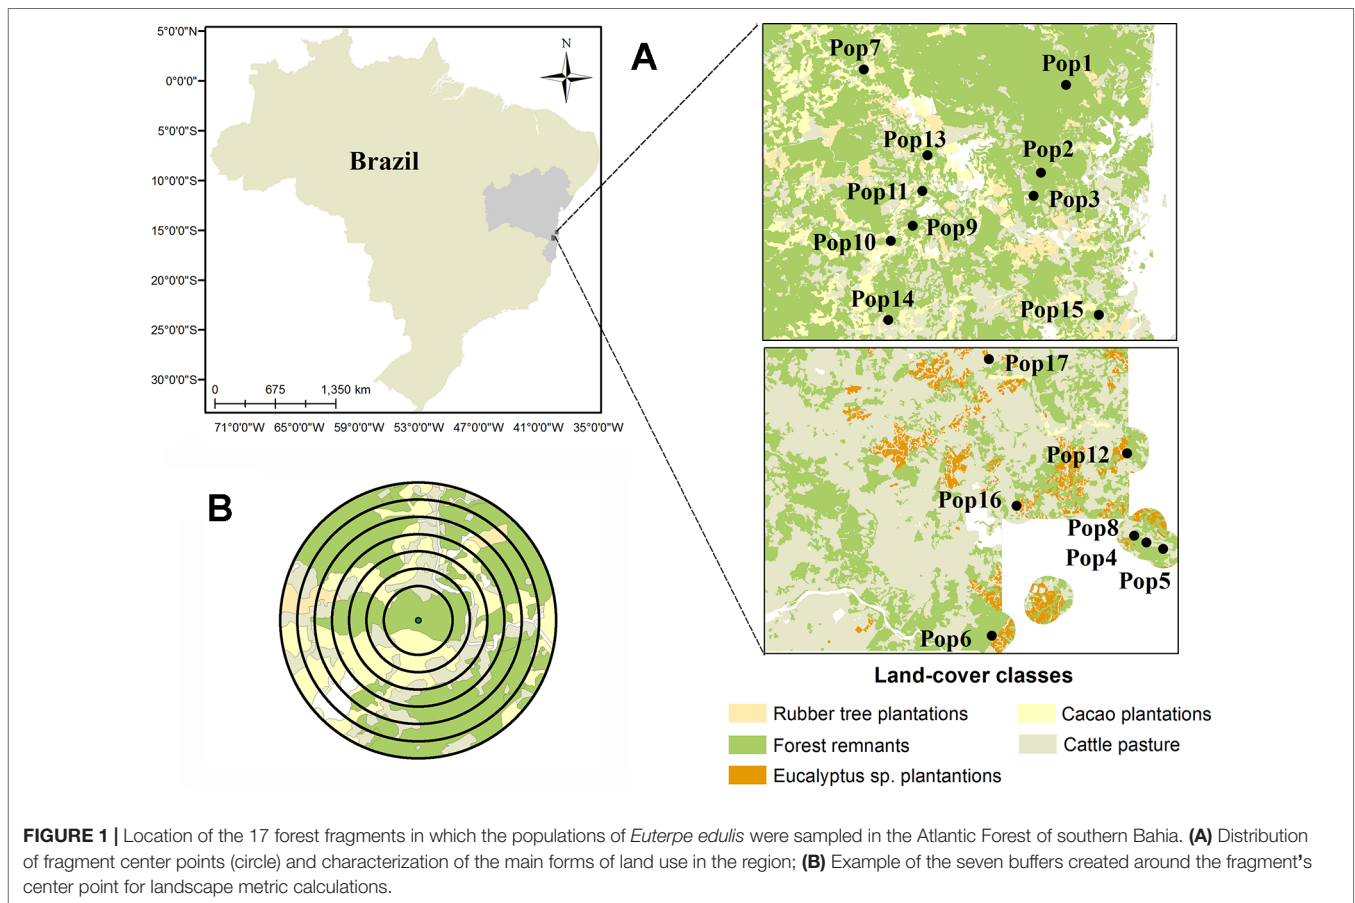 5°0'0"N
0°0'0"
5°0'0"S
10°0'0"S
15°0'0"S
20°0'0"S
25°0'0"S
30°0'0"S
N
A
Brazil
0 675 1,350 km
71°0'0"W 65°0'0"W 59°0'0"W 53°0'0"W 47°0'0"W 41°0'0"W 35°0'0"W
Pop7
Pop1
Pop13
Pop2
Pop11
Pop3
Pop9
Pop10
Pop14
Pop15
Pop17
Pop12
Pop16
Pop8
Pop4
Pop5
Pop6
B
Land-cover classes
Rubber tree plantations
Cacao plantations
Forest remnants
Cattle pasture
Eucalyptus sp. plantantions
FIGURE 1 | Location of the 17 forest fragments in which the populations of Euterpe edulis were sampled in the Atlantic Forest of southern Bahia. (A) Distribution
of fragment center points (circle) and characterization of the main forms of land use in the region; (B) Example of the seven buffers created around the fragment's
center point for landscape metric calculations.